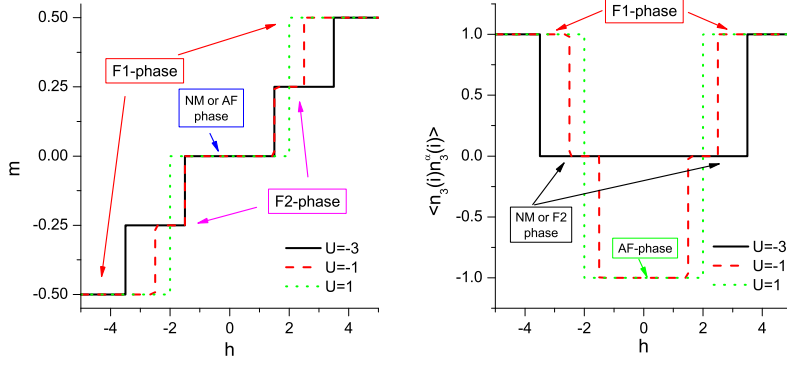 0.50
0.25
0.00
-0.25
-0.50
m
-4
-2
0
2
4
h
F1-phase
NM or AF
phase
F2-phase
U=-3
U=-1
U=1
1.0
0.5
0.0
-0.5
-1.0
<n₃(i)n₃^α(i)>
-4
-2
0
2
4
h
F1-phase
NM or F2
phase
AF-phase
U=-3
U=-1
U=1